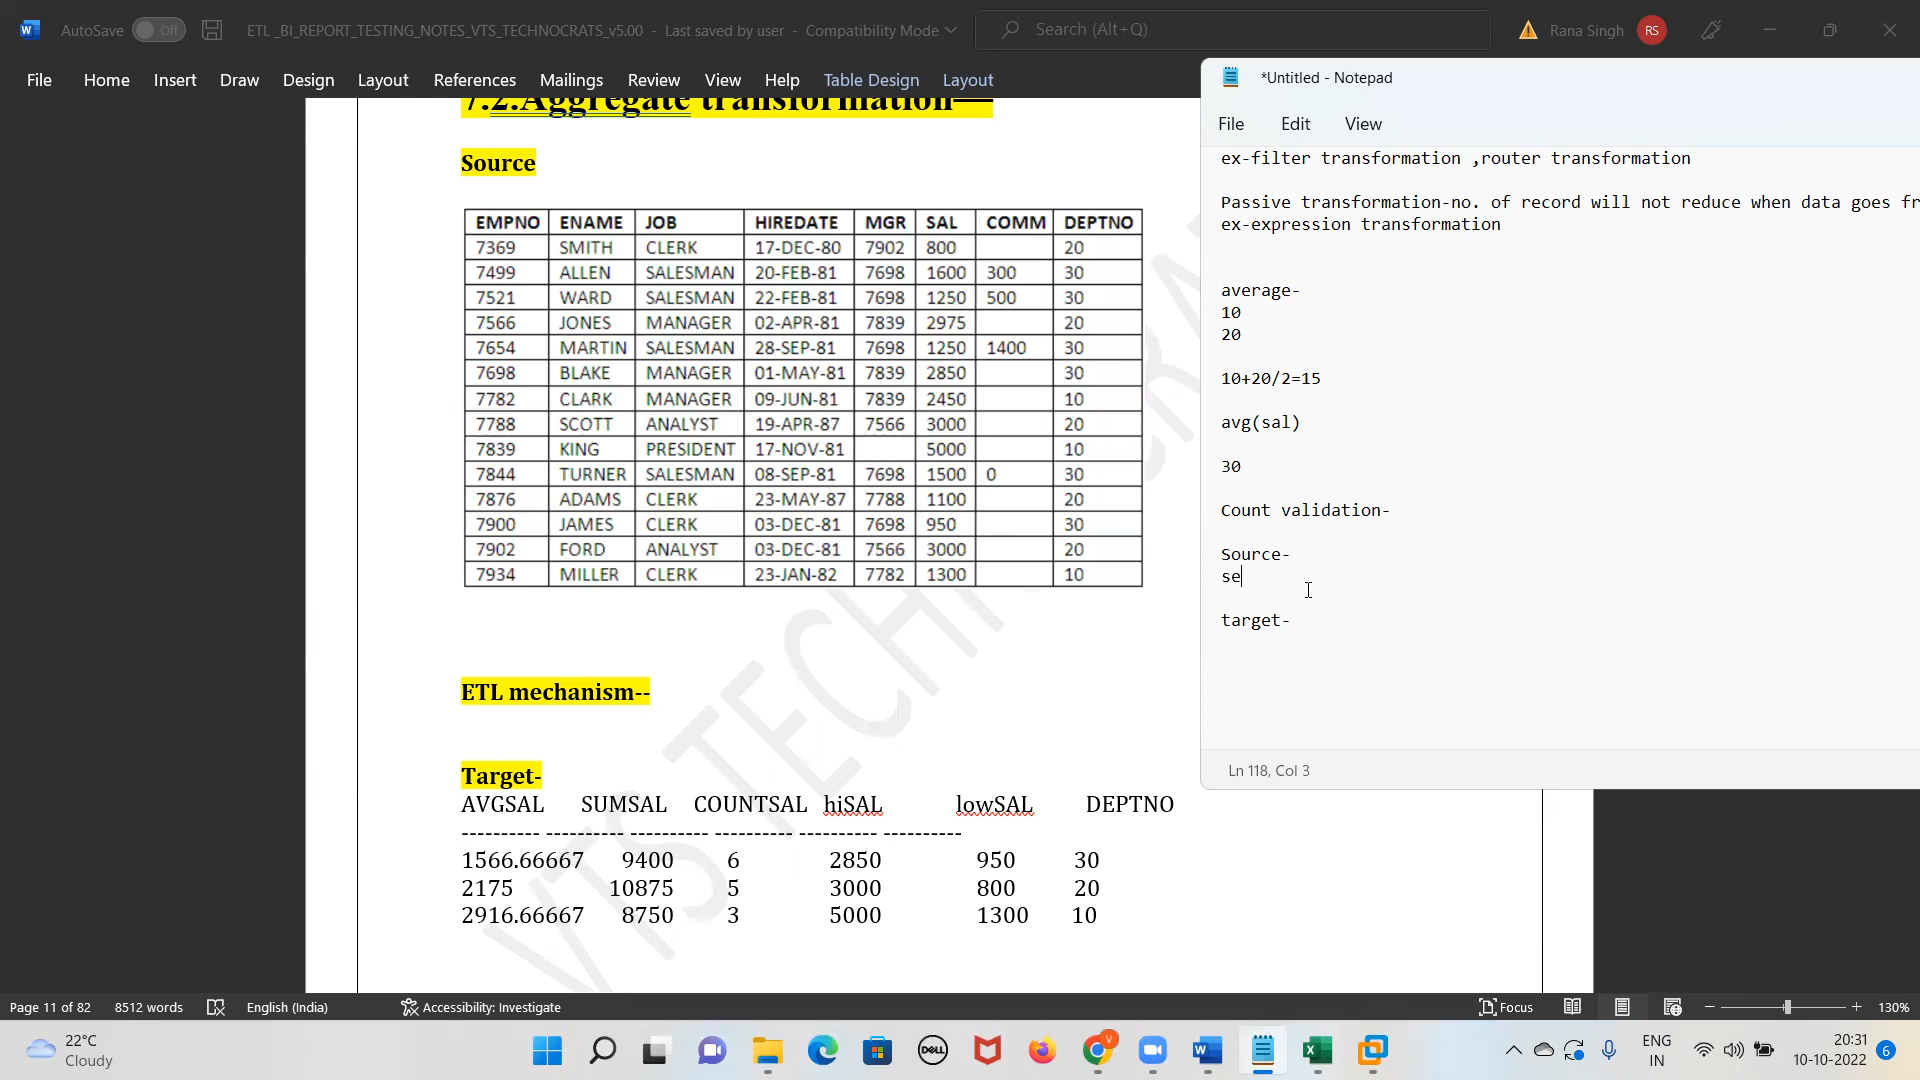 AutoSave Off ETL _BI_REPORT_TESTING_NOTES_VTS_TECHNOCRATS_v5.00 - Last saved by user - Compatibility Mode Search (Alt+Q) Rana Singh RS
File Home Insert Draw Design Layout References Mailings Review View Help Table Design Layout
7.2.Aggregate transformation—
Source
EMPNO ENAME JOB HIREDATE MGR SAL COMM DEPTNO
7369 SMITH CLERK 17-DEC-80 7902 800 20
7499 ALLEN SALESMAN 20-FEB-81 7698 1600 300 30
7521 WARD SALESMAN 22-FEB-81 7698 1250 500 30
7566 JONES MANAGER 02-APR-81 7839 2975 20
7654 MARTIN SALESMAN 28-SEP-81 7698 1250 1400 30
7698 BLAKE MANAGER 01-MAY-81 7839 2850 30
7782 CLARK MANAGER 09-JUN-81 7839 2450 10
7788 SCOTT ANALYST 19-APR-87 7566 3000 20
7839 KING PRESIDENT 17-NOV-81 5000 10
7844 TURNER SALESMAN 08-SEP-81 7698 1500 0 30
7876 ADAMS CLERK 23-MAY-87 7788 1100 20
7900 JAMES CLERK 03-DEC-81 7698 950 30
7902 FORD ANALYST 03-DEC-81 7566 3000 20
7934 MILLER CLERK 23-JAN-82 7782 1300 10
ETL mechanism--
Target-
AVGSAL SUMSAL COUNTSAL hiSAL lowSAL DEPTNO
---------- ---------- ---------- ---------- ---------- ----------
1566.66667 9400 6 2850 950 30
2175 10875 5 3000 800 20
2916.66667 8750 3 5000 1300 10
VTS TECHN
*Untitled - Notepad
File Edit View
ex-filter transformation ,router transformation
Passive transformation-no. of record will not reduce when data goes fr
ex-expression transformation
average-
10
20
10+20/2=15
avg(sal)
30
Count validation-
Source-
se
target-
Ln 118, Col 3
Page 11 of 82 8512 words English (India) Accessibility: Investigate Focus 130%
22°C
Cloudy
DELL
V
ENG
IN
20:31
10-10-2022
6